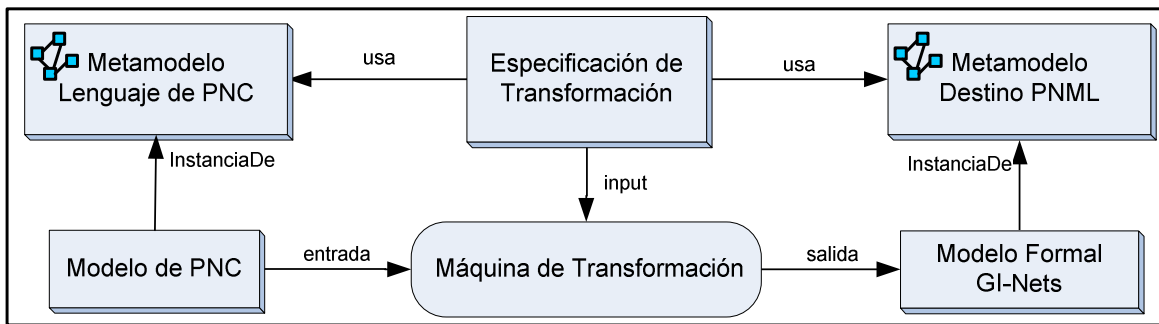 Metamodelo
Lenguaje de PNC
usa
Especificación de
Transformación
usa
Metamodelo
Destino PNML
InstanciaDe
input
InstanciaDe
Modelo de PNC
entrada
Máquina de Transformación
salida
Modelo Formal
GI-Nets